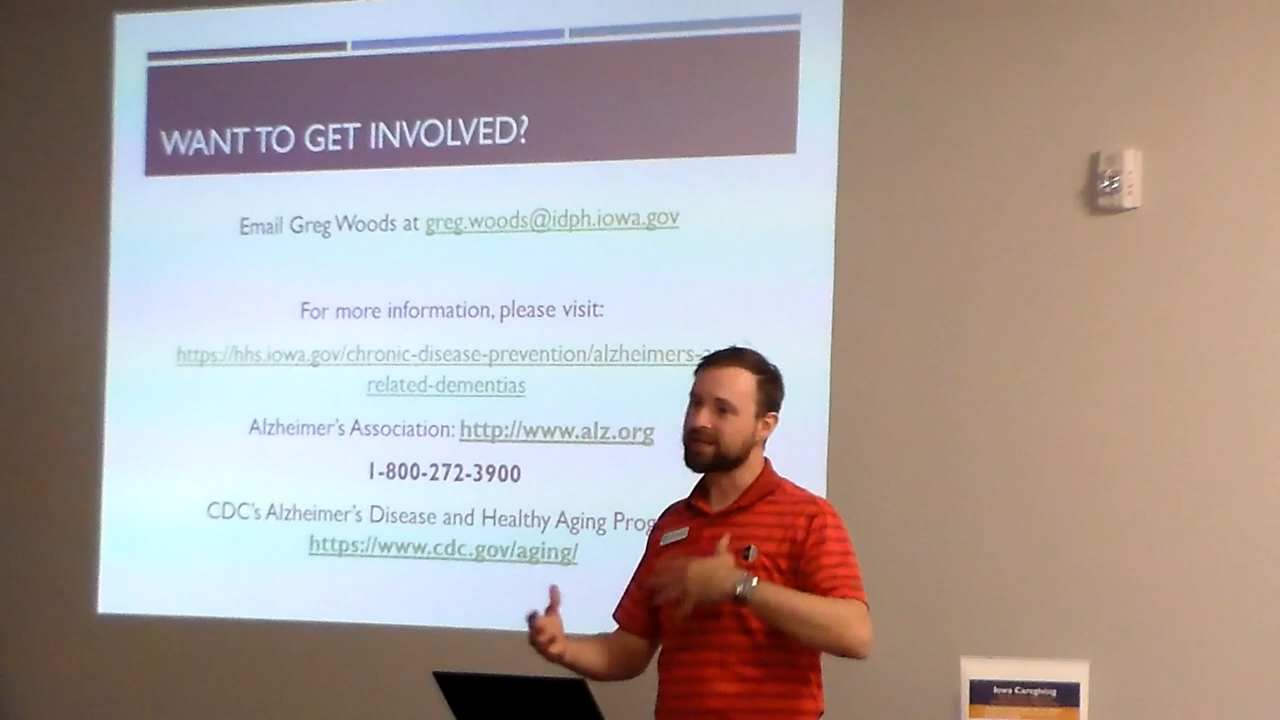 WANT TO GET INVOLVED?
Email Greg Woods at greg.woods@idph.iowa.gov
For more information, please visit:
https://hhs.iowa.gov/chronic-disease-prevention/alzheimers-
related-dementias
Alzheimer's Association: http://www.alz.org
1-800-272-3900
CDC's Alzheimer's Disease and Healthy Aging Prog
https://www.cdc.gov/aging/
Iowa Caregiving